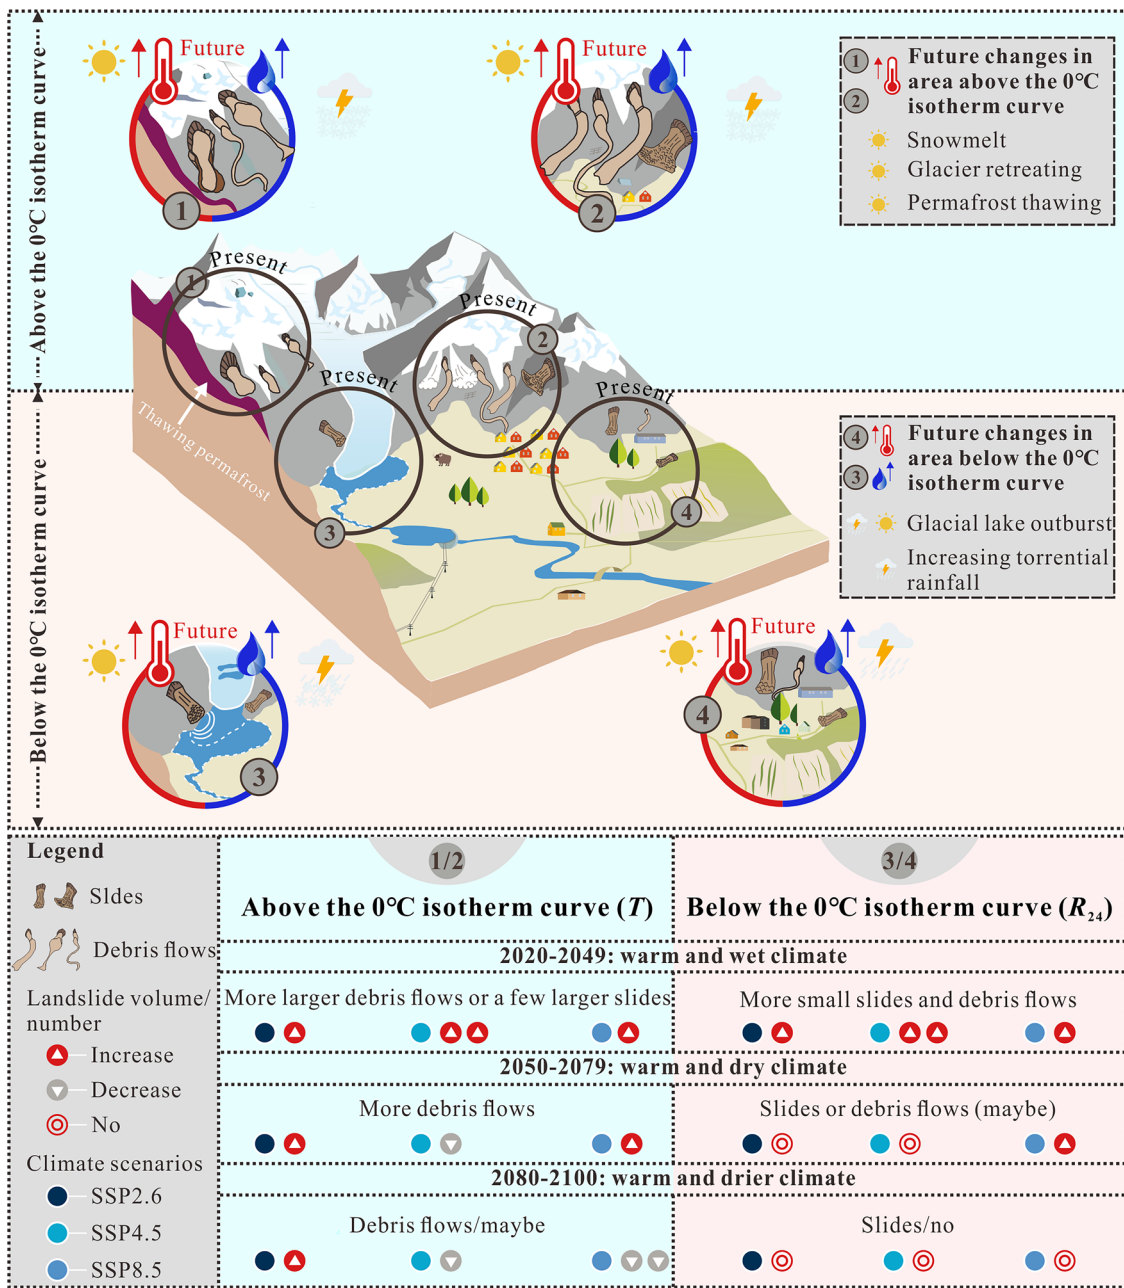 Above the 0℃ isotherm curve
Below the 0℃ isotherm curve
Future
1
Future
2
1
2
Future changes in
area above the 0℃
isotherm curve
Snowmelt
Glacier retreating
Permafrost thawing
Present
1
Present
2
Present
3
Present
4
Thawing permafrost
4
3
Future changes in
area below the 0℃
isotherm curve
Glacial lake outburst
Increasing torrential
rainfall
Future
3
Future
4
Legend
Sldes
Debris flows
Landslide volume/
number
Increase
Decrease
No
Climate scenarios
SSP2.6
SSP4.5
SSP8.5
1/2
3/4
Above the 0℃ isotherm curve (T)
Below the 0℃ isotherm curve (R24)
2020-2049: warm and wet climate
More larger debris flows or a few larger slides
More small slides and debris flows
2050-2079: warm and dry climate
More debris flows
Slides or debris flows (maybe)
2080-2100: warm and drier climate
Debris flows/maybe
Slides/no